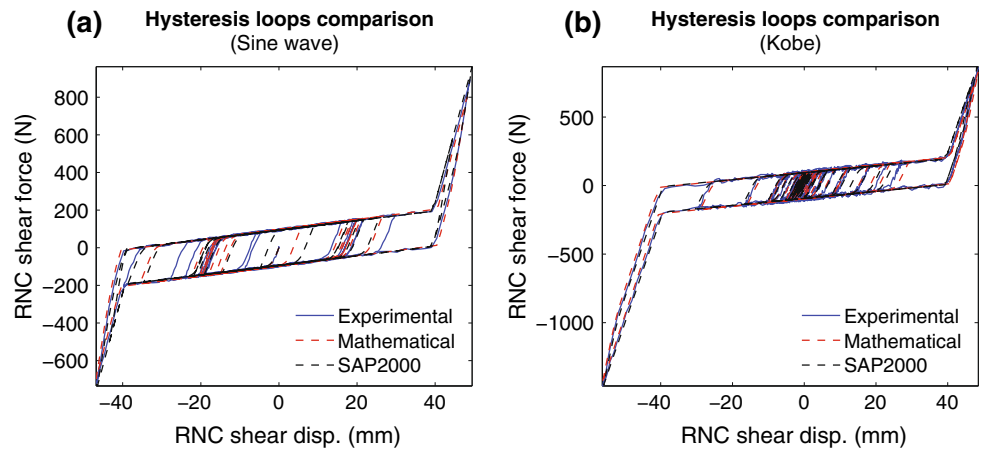 (a) Hysteresis loops comparison
(Sine wave)
800
600
400
200
0
−200
−400
−600
RNC shear force (N)
Experimental
Mathematical
SAP2000
−40 −20 0 20 40
RNC shear disp. (mm)
(b) Hysteresis loops comparison
(Kobe)
500
0
−500
−1000
RNC shear force (N)
Experimental
Mathematical
SAP2000
−40 −20 0 20 40
RNC shear disp. (mm)